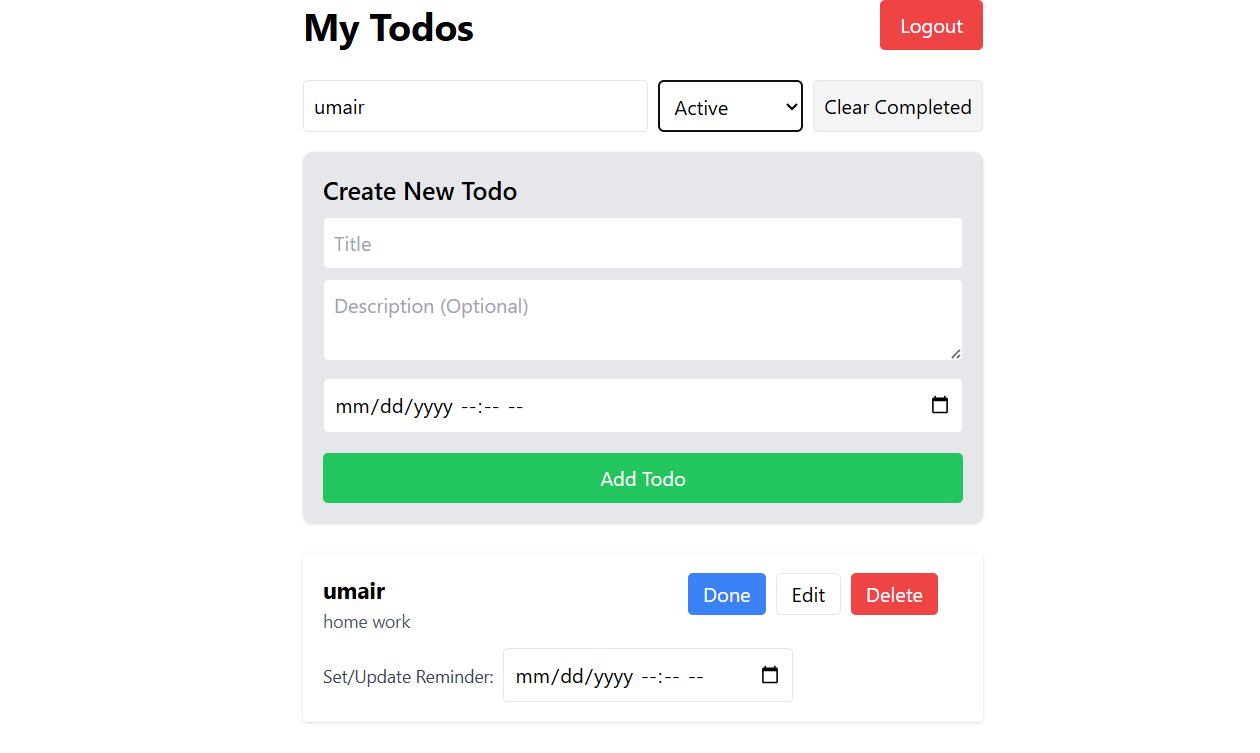 My Todos
Logout
umair
Active
Clear Completed
Create New Todo
Title
Description (Optional)
mm/dd/yyyy --:-- --
Add Todo
umair
Done
Edit
Delete
home work
Set/Update Reminder: mm/dd/yyyy --:-- --